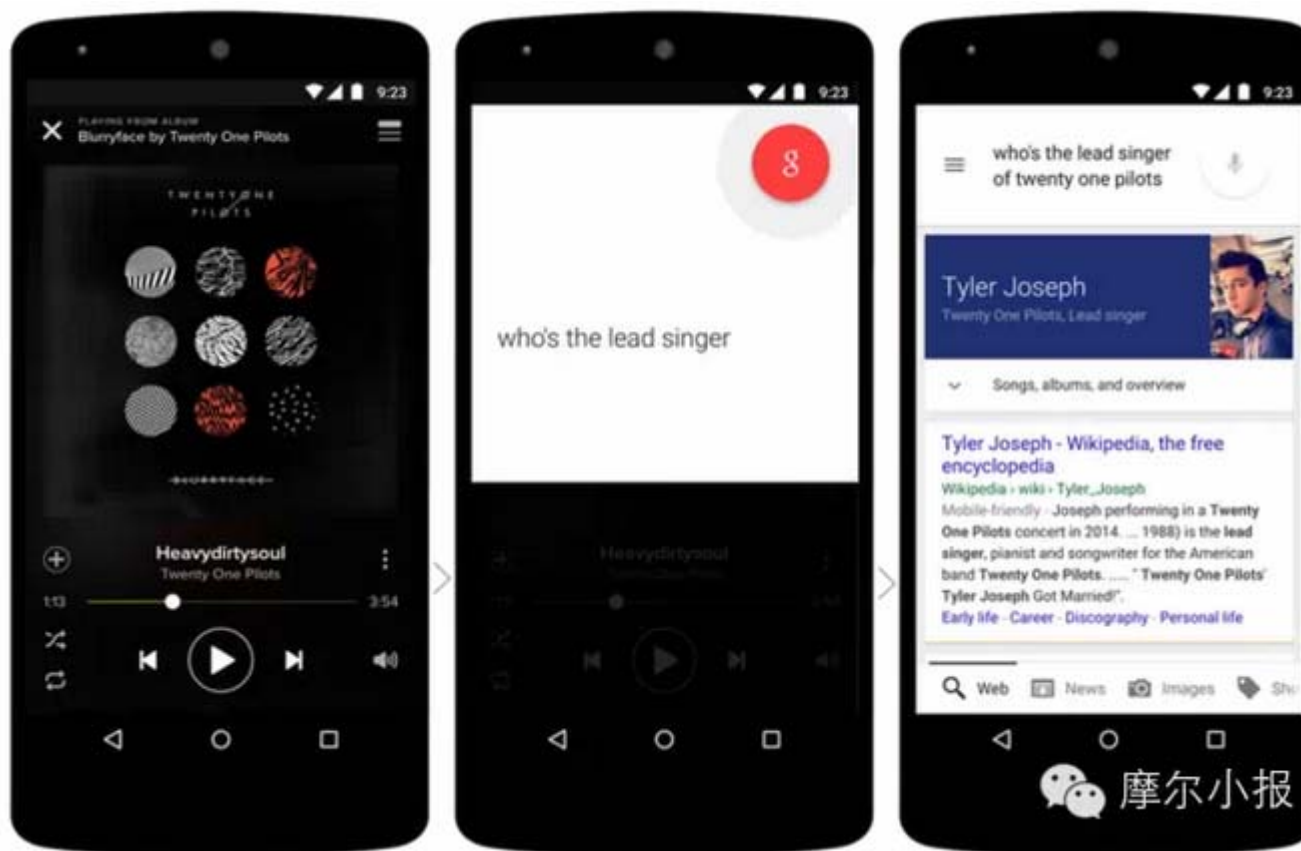 9:23
PLAYING FROM ALBUM
Blurryface by Twenty One Pilots
TWENTY ONE
PILOTS
BLURRYFACE
Heavydirtysoul
Twenty One Pilots
1:13
3:54
9:23
8
who's the lead singer
Heavydirtysoul
9:23
who's the lead singer
of twenty one pilots
Tyler Joseph
Twenty One Pilots, Lead singer
Songs, albums, and overview
Tyler Joseph - Wikipedia, the free
encyclopedia
Wikipedia › wiki › Tyler_Joseph
Mobile-friendly - Joseph performing in a Twenty
One Pilots concert in 2014. ... 1988) is the lead
singer, pianist and songwriter for the American
band Twenty One Pilots. ..... " Twenty One Pilots'
Tyler Joseph Got Married!".
Early life - Career - Discography - Personal life
Web News Images
摩尔小报